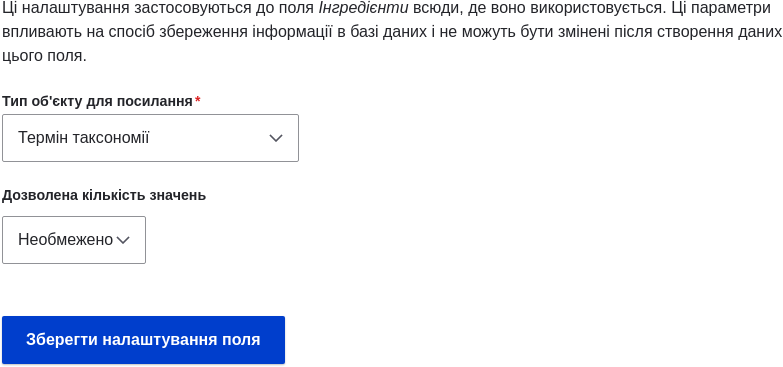 Ці налаштування застосовуються до поля Інгредієнти всюди, де воно використовується. Ці параметри
впливають на спосіб збереження інформації в базі даних і не можуть бути змінені після створення даних
цього поля.
Тип об'єкту для посилання*
Термін таксономії
Дозволена кількість значень
Необмежено
Зберегти налаштування поля